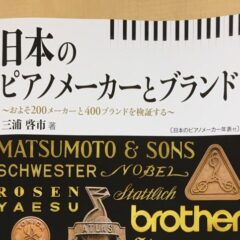 日本の
ピアノメーカーとブランド
〜およそ200メーカーと400ブランドを検証する〜
三浦 啓市 著
《日本のピアノメーカー年表付》
MATSUMOTO & SONS
SCHWESTER NOBEL
ROSEN Stattlich
YAESU
brother
ATLAS